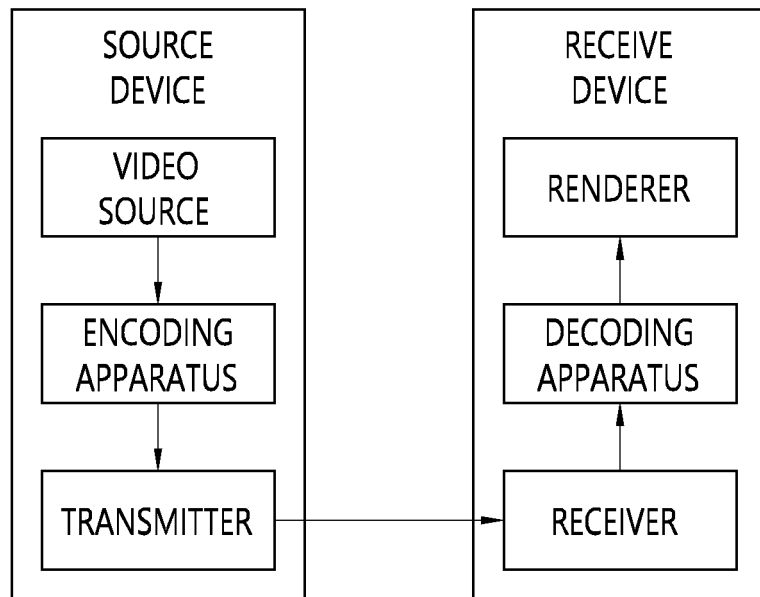 SOURCE
DEVICE
VIDEO
SOURCE
ENCODING
APPARATUS
TRANSMITTER
RECEIVE
DEVICE
RENDERER
DECODING
APPARATUS
RECEIVER